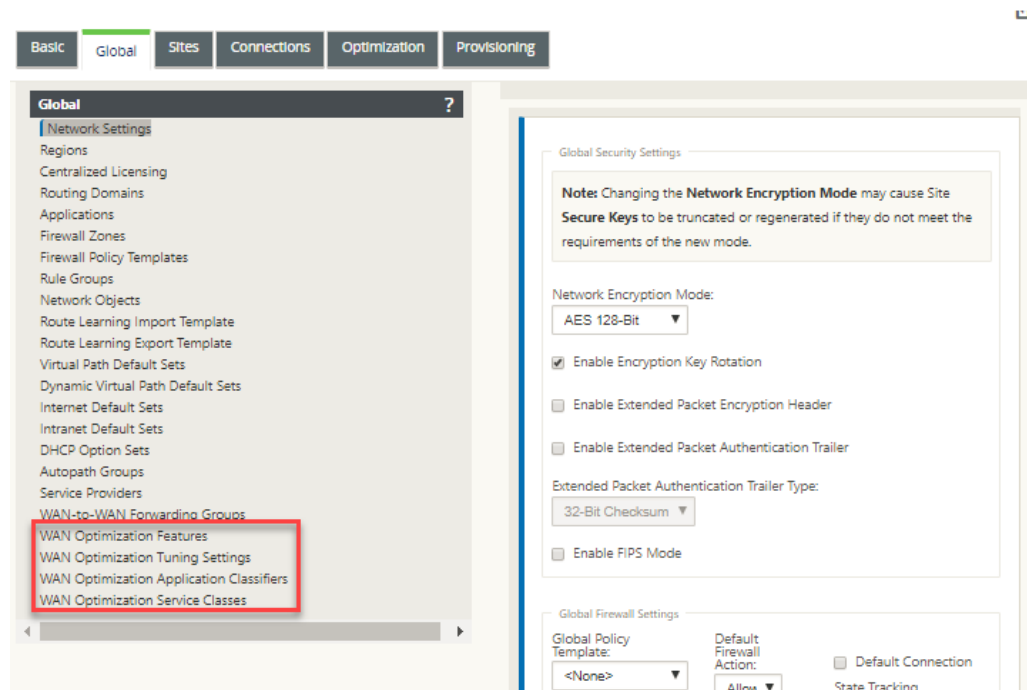 Basic
Global
Sites
Connections
Optimization
Provisioning
Global ?
Network Settings
Regions
Centralized Licensing
Routing Domains
Applications
Firewall Zones
Firewall Policy Templates
Rule Groups
Network Objects
Route Learning Import Template
Route Learning Export Template
Virtual Path Default Sets
Dynamic Virtual Path Default Sets
Internet Default Sets
Intranet Default Sets
DHCP Option Sets
Autopath Groups
Service Providers
WAN-to-WAN Forwarding Groups
WAN Optimization Features
WAN Optimization Tuning Settings
WAN Optimization Application Classifiers
WAN Optimization Service Classes
Global Security Settings
Note: Changing the Network Encryption Mode may cause Site
Secure Keys to be truncated or regenerated if they do not meet the
requirements of the new mode.
Network Encryption Mode:
AES 128-Bit
Enable Encryption Key Rotation
Enable Extended Packet Encryption Header
Enable Extended Packet Authentication Trailer
Extended Packet Authentication Trailer Type:
32-Bit Checksum
Enable FIPS Mode
Global Firewall Settings
Global Policy
Template:
<None>
Default
Firewall
Action:
Allow
Default Connection
State Tracking